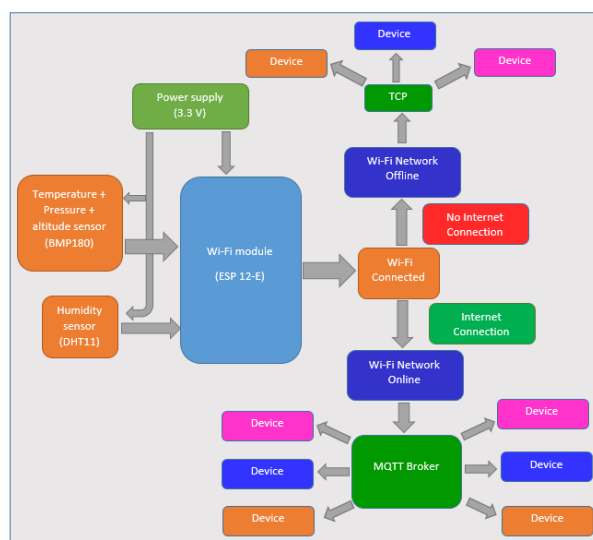 Device
Device
Device
TCP
Power supply
(3.3 V)
Wi-Fi Network
Offline
Temperature +
Pressure +
altitude sensor
(BMP180)
No Internet
Connection
Wi-Fi module
(ESP 12-E)
Wi-Fi
Connected
Humidity
sensor
(DHT11)
Internet
Connection
Wi-Fi Network
Online
Device
Device
MQTT Broker
Device
Device
Device
Device